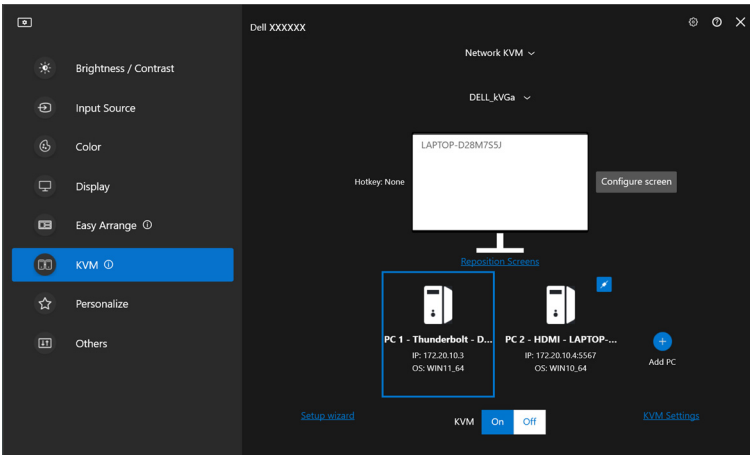 Dell XXXXXX
Brightness / Contrast
Input Source
Color
Display
Easy Arrange
KVM
Personalize
Others
Network KVM
DELL_kVGa
LAPTOP-D28M7S5J
Hotkey: None
Configure screen
Reposition Screens
PC 1 - Thunderbolt - D...
IP: 172.20.10.3
OS: WIN11_64
PC 2 - HDMI - LAPTOP-...
IP: 172.20.10.4:5567
OS: WIN10_64
Add PC
Setup wizard
KVM On Off
KVM Settings